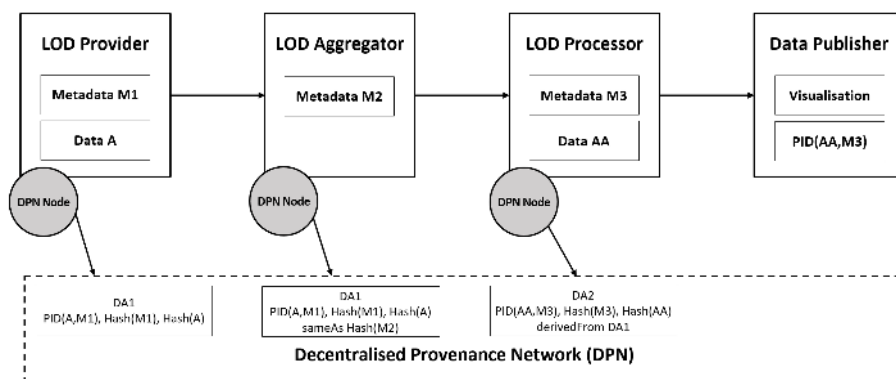 LOD Provider
Metadata M1
Data A
DPN Node
LOD Aggregator
Metadata M2
DPN Node
LOD Processor
Metadata M3
Data AA
DPN Node
Data Publisher
Visualisation
PID(AA,M3)
DA1
PID(A,M1), Hash(M1), Hash(A)
DA1
PID(A,M1), Hash(M1), Hash(A)
sameAs Hash(M2)
DA2
PID(AA,M3), Hash(M3), Hash(AA)
derivedFrom DA1
Decentralised Provenance Network (DPN)